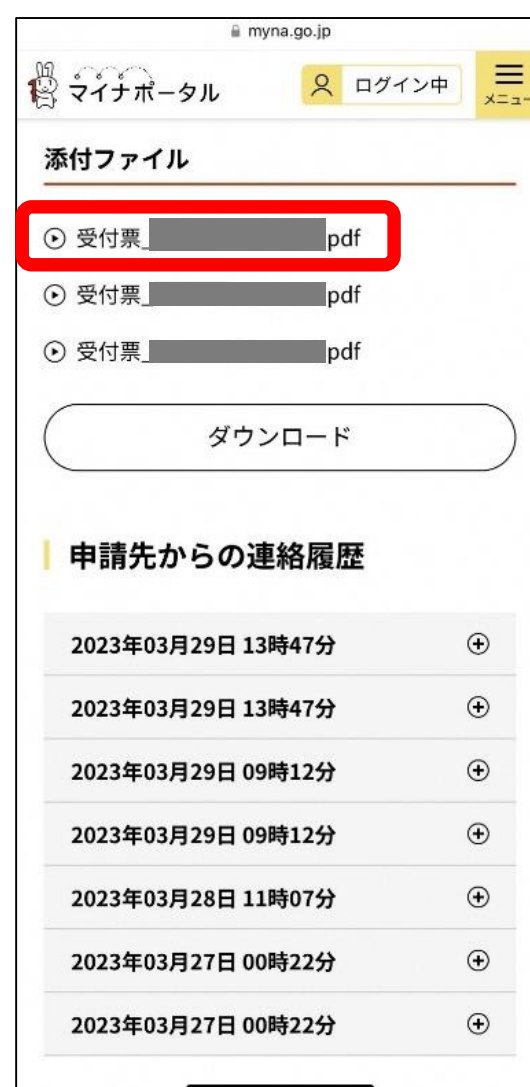 myna.go.jp
マイナポータル
ログイン中
メニュー
添付ファイル
受付票_ pdf
受付票_ pdf
受付票_ pdf
ダウンロード
申請先からの連絡履歴
2023年03月29日 13時47分
2023年03月29日 13時47分
2023年03月29日 09時12分
2023年03月29日 09時12分
2023年03月28日 11時07分
2023年03月27日 00時22分
2023年03月27日 00時22分